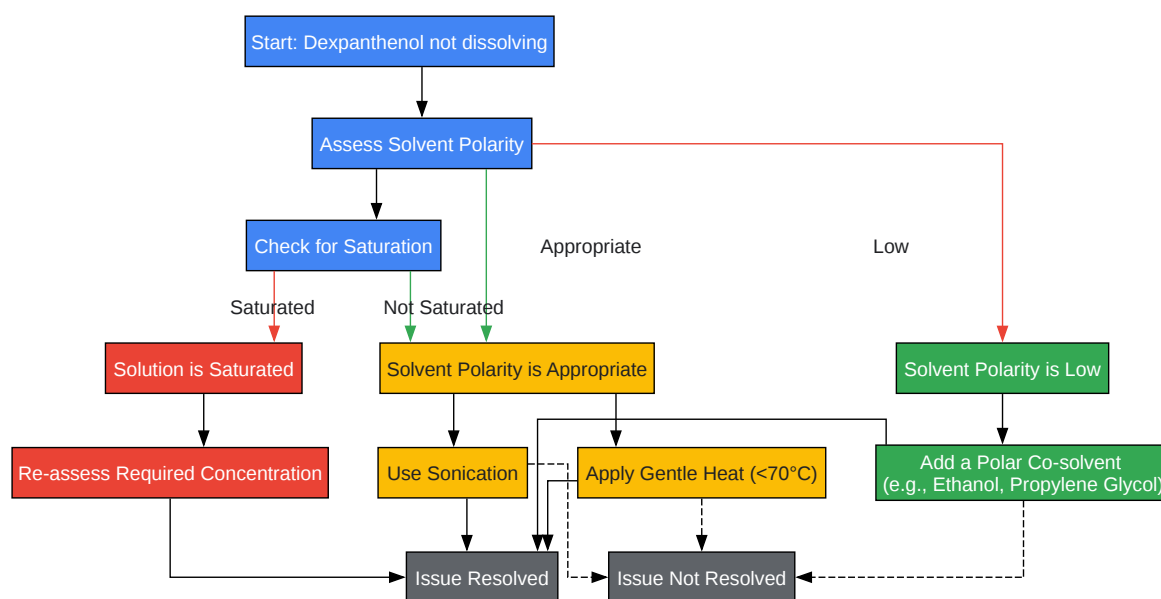 Start: Dexpanthenol not dissolving
Assess Solvent Polarity
Check for Saturation
Appropriate
Low
Saturated
Not Saturated
Solution is Saturated
Solvent Polarity is Appropriate
Solvent Polarity is Low
Re-assess Required Concentration
Use Sonication
Apply Gentle Heat (<70°C)
Add a Polar Co-solvent
(e.g., Ethanol, Propylene Glycol)
Issue Resolved
Issue Not Resolved